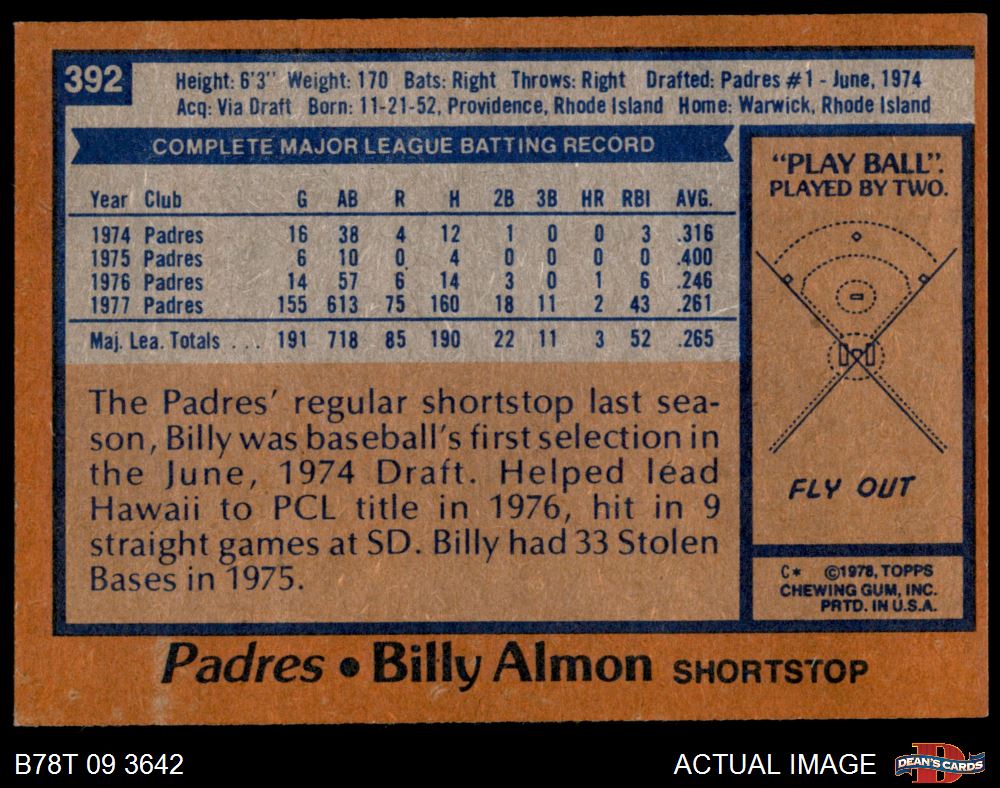 392
Height: 6'3" Weight: 170 Bats: Right Throws: Right Drafted: Padres #1 - June, 1974
Acq: Via Draft Born: 11-21-52, Providence, Rhode Island Home: Warwick, Rhode Island
COMPLETE MAJOR LEAGUE BATTING RECORD
Year Club G AB R H 2B 3B HR RBI AVG.
1974 Padres 16 38 4 12 1 0 0 3 .316
1975 Padres 6 10 0 4 0 0 0 0 .400
1976 Padres 14 57 6 14 3 0 1 6 .246
1977 Padres 155 613 75 160 18 11 2 43 .261
Maj. Lea. Totals . . . 191 718 85 190 22 11 3 52 .265
The Padres' regular shortstop last sea-
son, Billy was baseball's first selection in
the June, 1974 Draft. Helped lead
Hawaii to PCL title in 1976, hit in 9
straight games at SD. Billy had 33 Stolen
Bases in 1975.
"PLAY BALL".
PLAYED BY TWO.
FLY OUT
C* ©1978, TOPPS
CHEWING GUM, INC.
PRTD. IN U.S.A.
Padres • Billy Almon SHORTSTOP
B78T 09 3642
ACTUAL IMAGE
D
DEAN'S CARDS